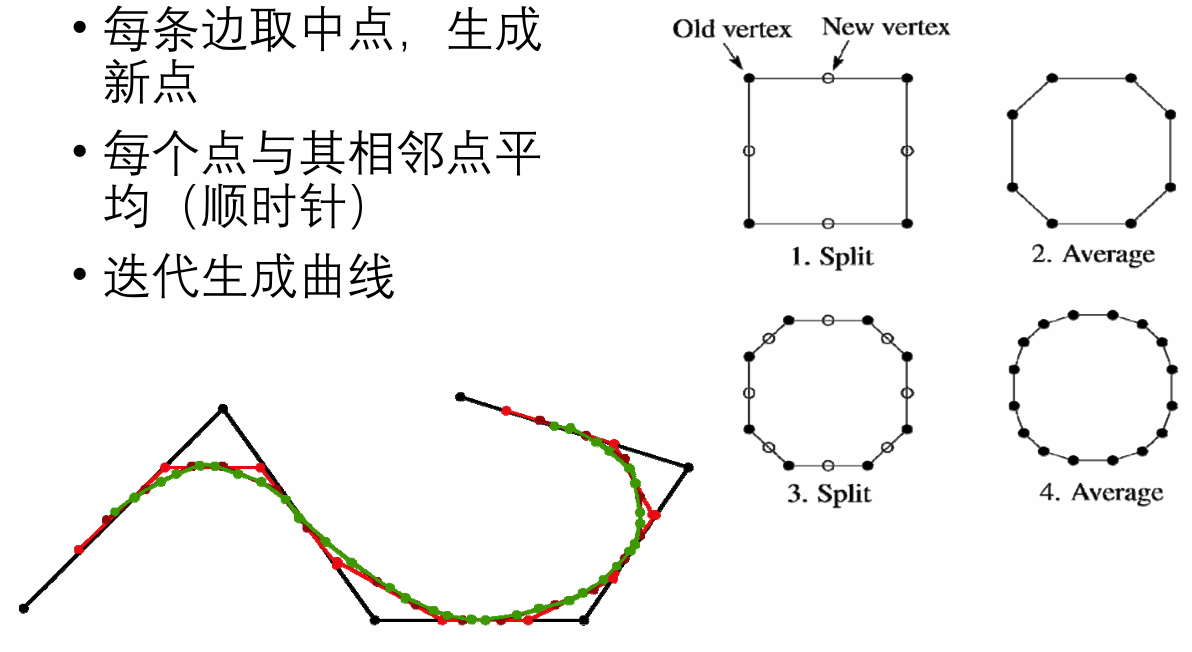 • 每条边取中点，生成
新点
• 每个点与其相邻点平
均（顺时针）
• 迭代生成曲线
Old vertex New vertex
1. Split
2. Average
3. Split
4. Average